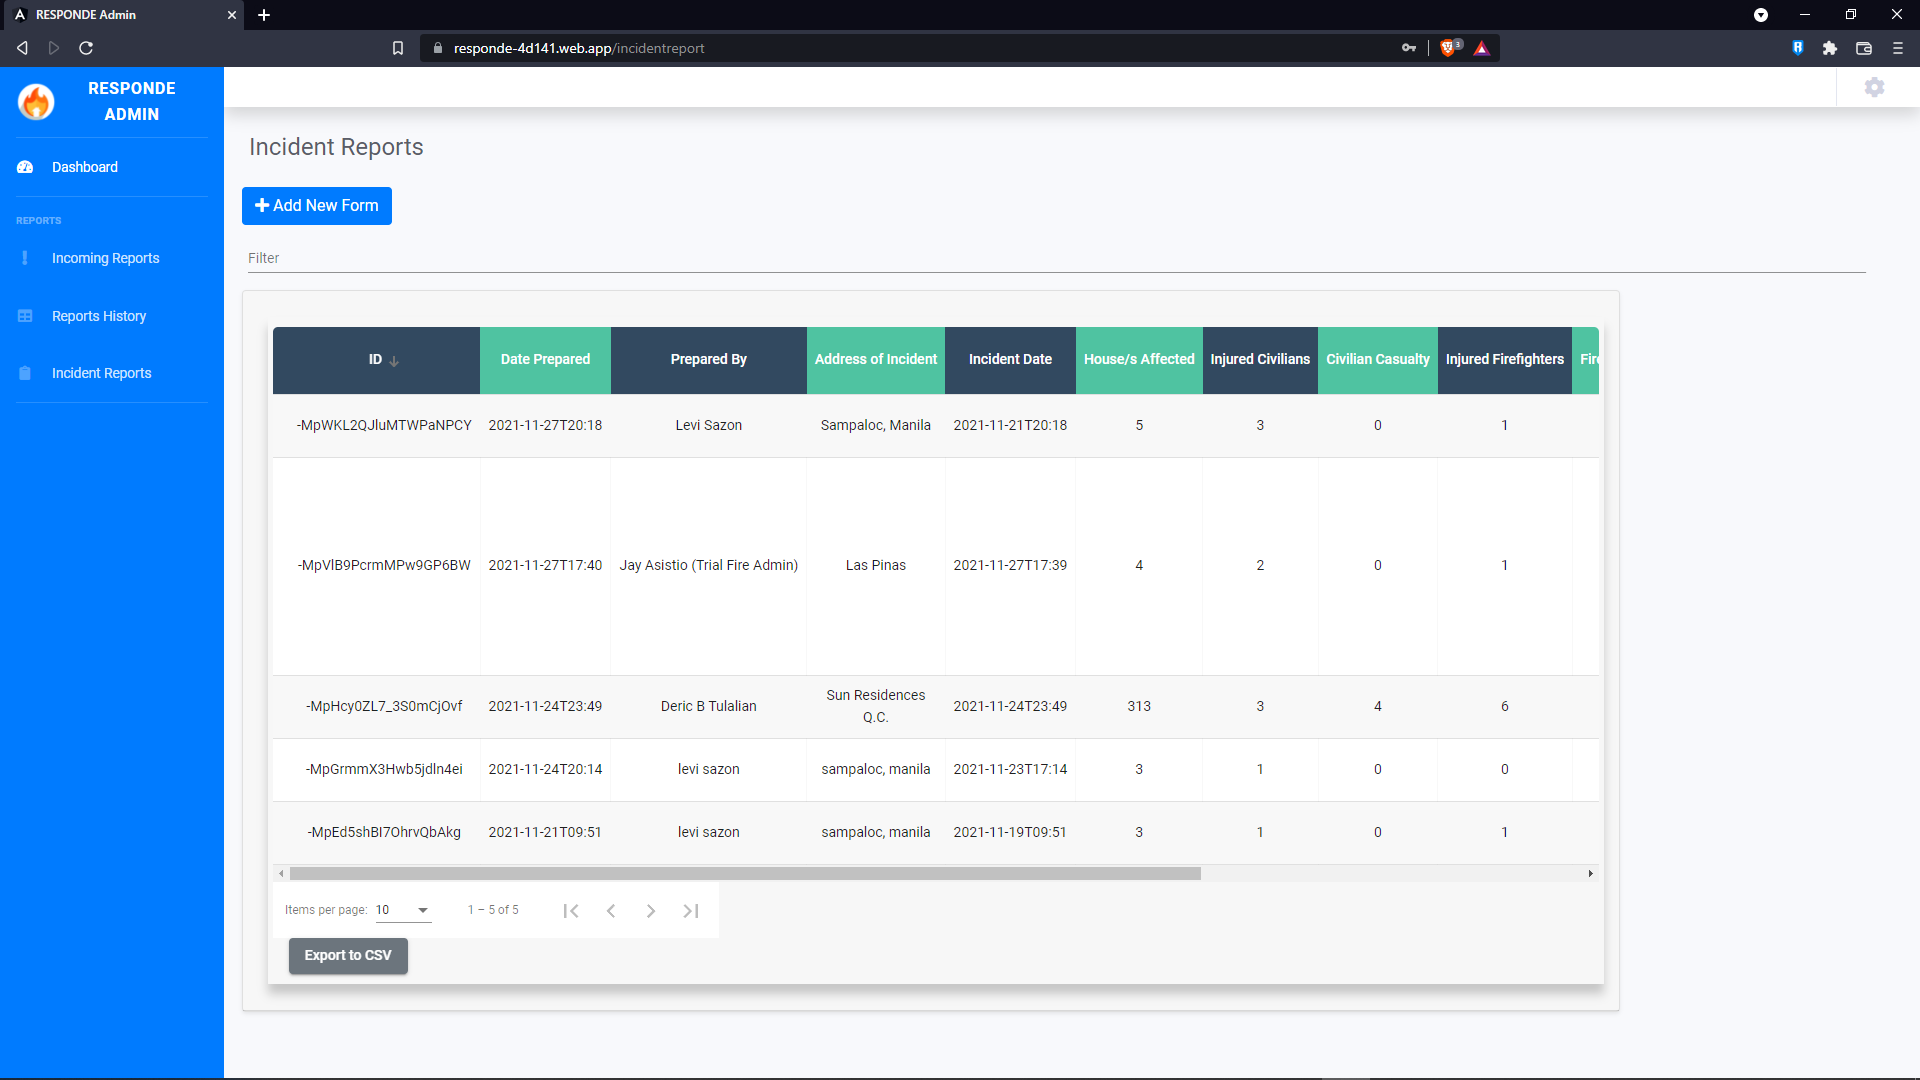 RESPONDE Admin
responde-4d141.web.app/incidentreport
3
RESPONDE
ADMIN
Dashboard
REPORTS
Incoming Reports
Reports History
Incident Reports
Incident Reports
Add New Form
Filter
ID Date Prepared Prepared By Address of Incident Incident Date House/s Affected Injured Civilians Civilian Casualty Injured Firefighters Fire
-MpWKL2QJluMTWPaNPCY 2021-11-27T20:18 Levi Sazon Sampaloc, Manila 2021-11-21T20:18 5 3 0 1
-MpVlB9PcrmMPw9GP6BW 2021-11-27T17:40 Jay Asistio (Trial Fire Admin) Las Pinas 2021-11-27T17:39 4 2 0 1
-MpHcy0ZL7_3S0mCjOvf 2021-11-24T23:49 Deric B Tulalian Sun Residences Q.C. 2021-11-24T23:49 313 3 4 6
-MpGrmmX3Hwb5jdln4ei 2021-11-24T20:14 levi sazon sampaloc, manila 2021-11-23T17:14 3 1 0 0
-MpEd5shBI7OhrvQbAkg 2021-11-21T09:51 levi sazon sampaloc, manila 2021-11-19T09:51 3 1 0 1
Items per page: 10 1 – 5 of 5
Export to CSV